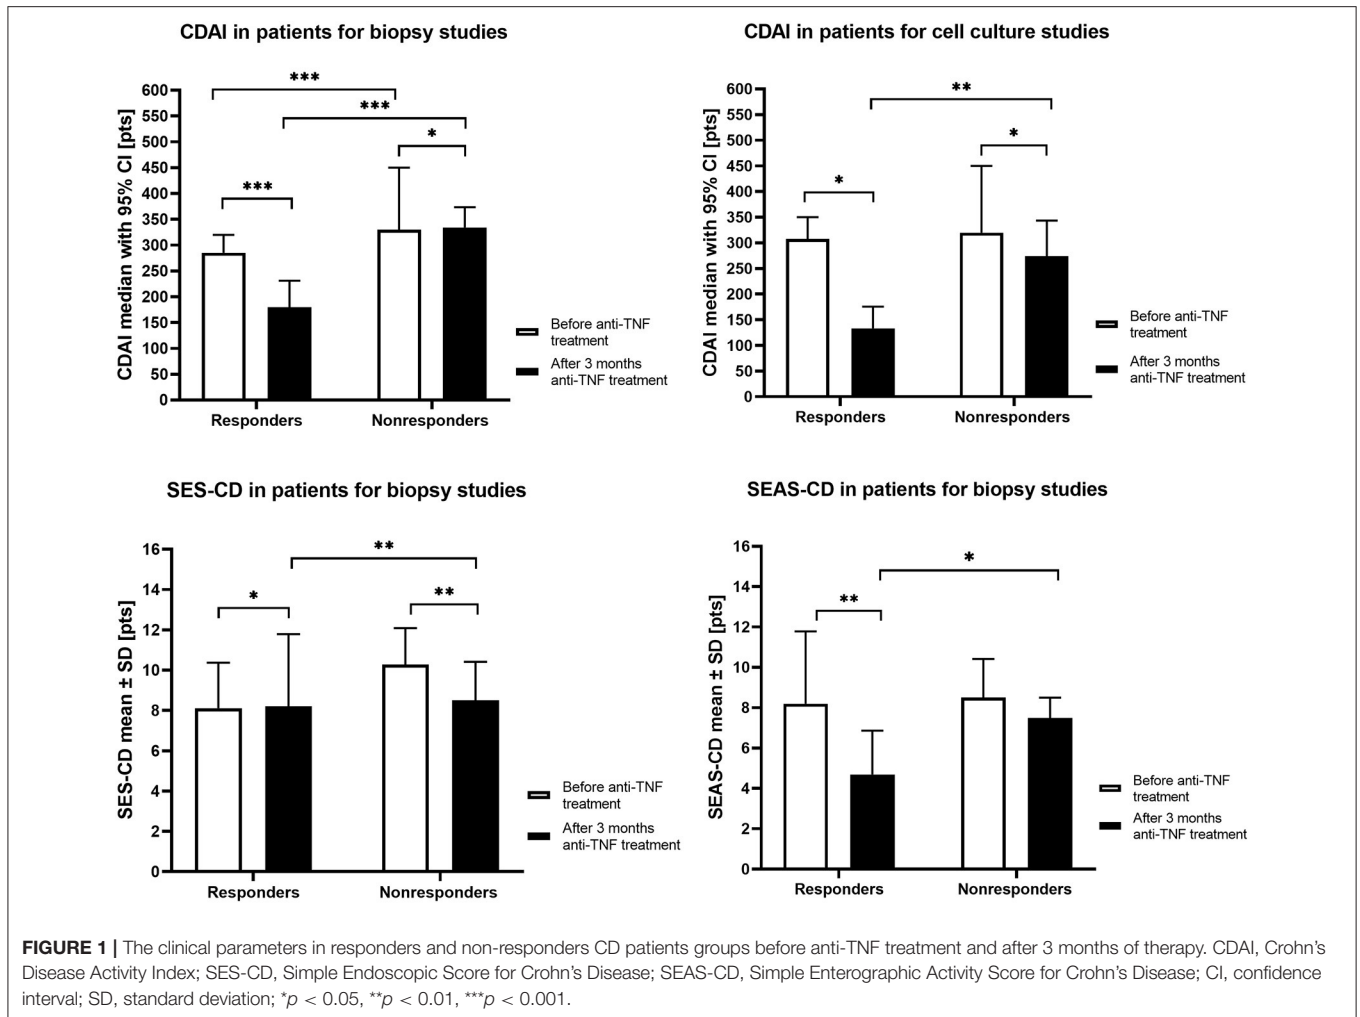 CDAI in patients for biopsy studies
CDAI median with 95% CI [pts]
600
550
500
450
400
350
300
250
200
150
100
50
0
***
***
*
***
Responders
Nonresponders
Before anti-TNF
treatment
After 3 months
anti-TNF treatment
CDAI in patients for cell culture studies
CDAI median with 95% CI [pts]
600
550
500
450
400
350
300
250
200
150
100
50
0
**
*
*
Responders
Nonresponders
Before anti-TNF
treatment
After 3 months
anti-TNF treatment
SES-CD in patients for biopsy studies
SES-CD mean ± SD [pts]
16
14
12
10
8
6
4
2
0
**
*
**
Responders
Nonresponders
Before anti-TNF
treatment
After 3 months
anti-TNF treatment
SEAS-CD in patients for biopsy studies
SEAS-CD mean ± SD [pts]
16
14
12
10
8
6
4
2
0
*
**
Responders
Nonresponders
Before anti-TNF
treatment
After 3 months
anti-TNF treatment
FIGURE 1 | The clinical parameters in responders and non-responders CD patients groups before anti-TNF treatment and after 3 months of therapy. CDAI, Crohn's
Disease Activity Index; SES-CD, Simple Endoscopic Score for Crohn's Disease; SEAS-CD, Simple Enterographic Activity Score for Crohn's Disease; CI, confidence
interval; SD, standard deviation; *p < 0.05, **p < 0.01, ***p < 0.001.